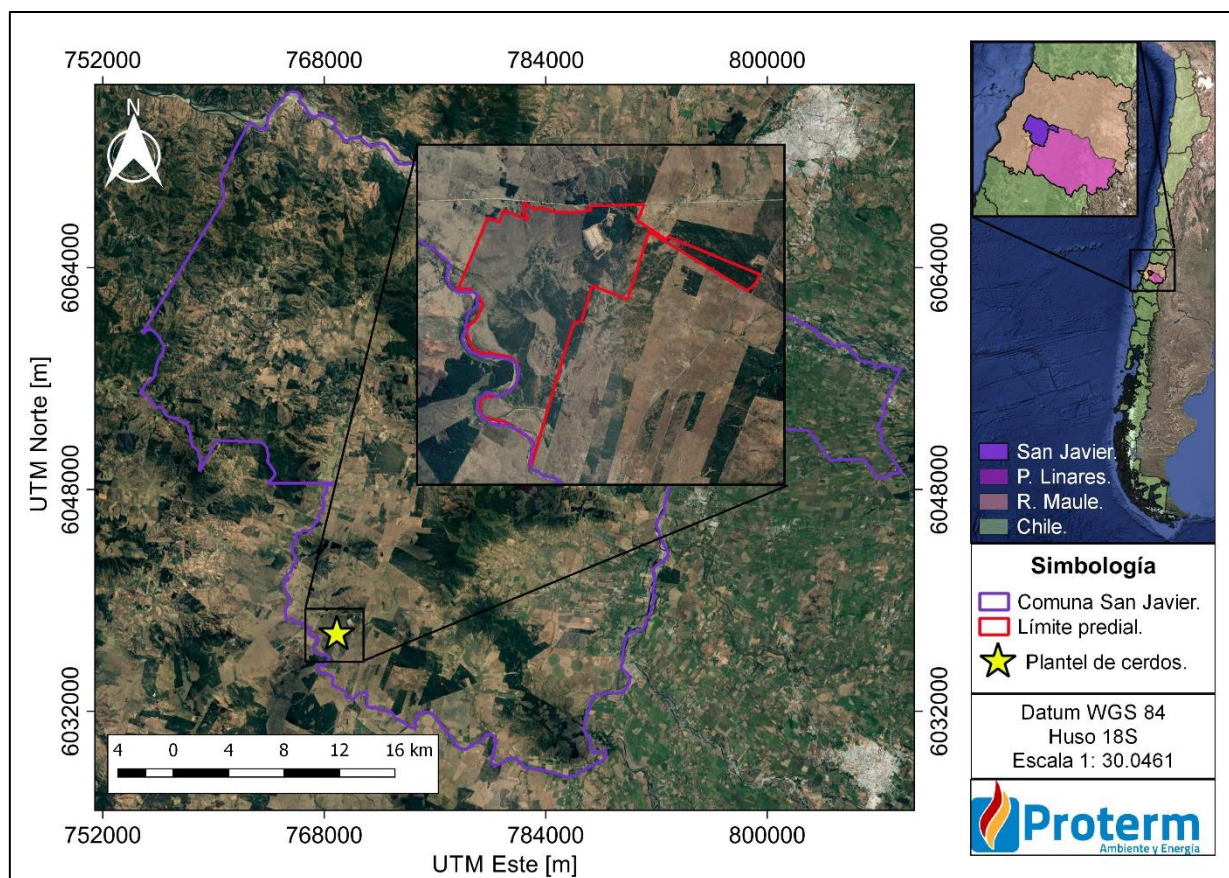 752000 768000 784000 800000
N
6064000 6064000
UTM Norte [m]
6048000 6048000
6032000 6032000
4 0 4 8 12 16 km
752000 768000 784000 800000
UTM Este [m]
San Javier.
P. Linares.
R. Maule.
Chile.
Simbología
Comuna San Javier.
Límite predial.
Plantel de cerdos.
Datum WGS 84
Huso 18S
Escala 1: 30.0461
Proterm
Ambiente y Energía